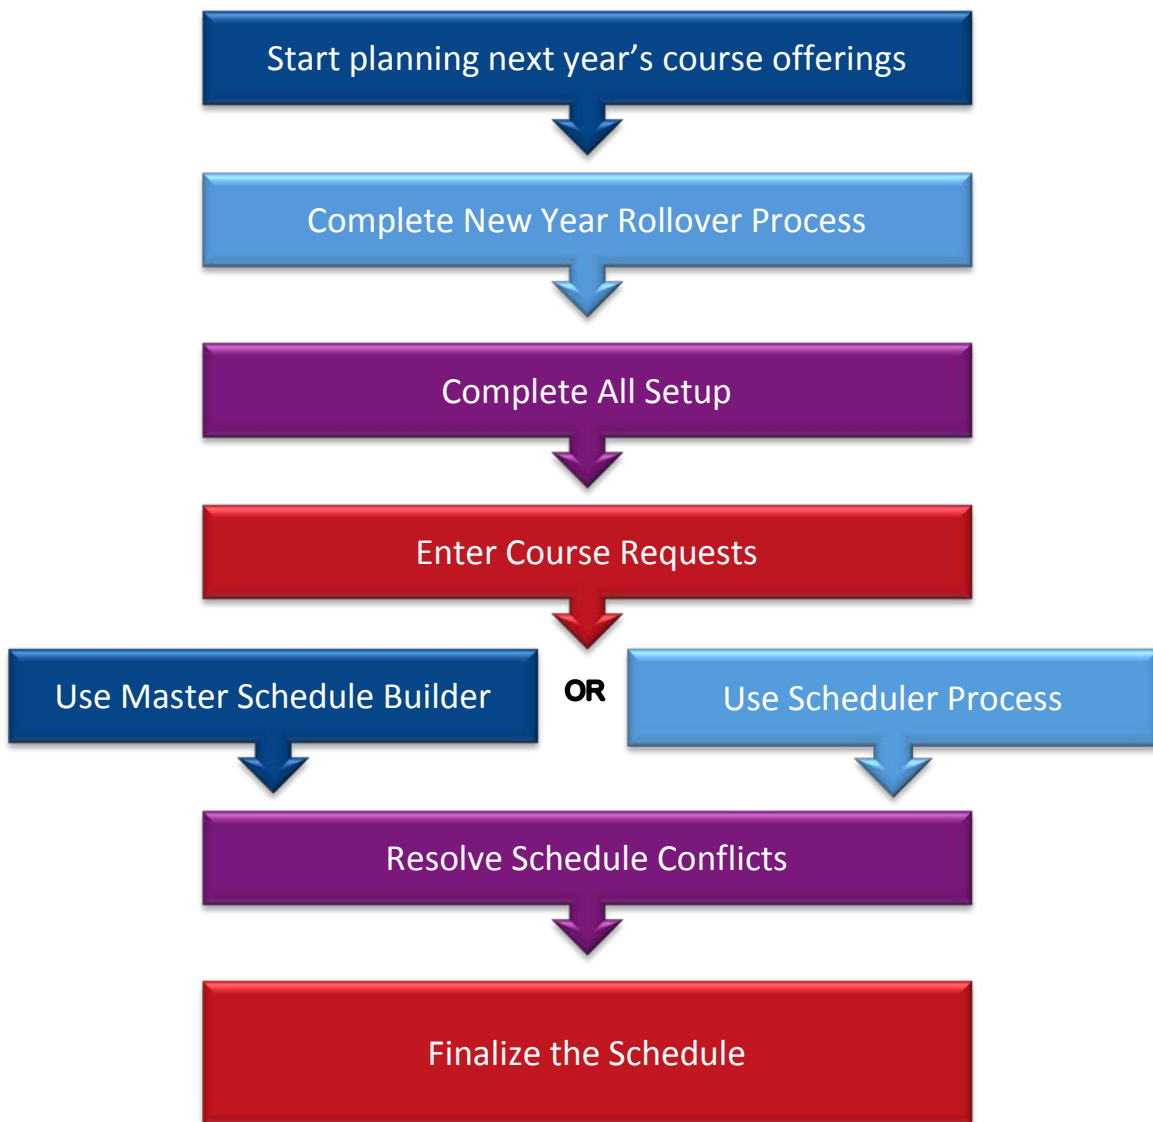 Start planning next year’s course offerings
Complete New Year Rollover Process
Complete All Setup
Enter Course Requests
Use Master Schedule Builder
OR
Use Scheduler Process
Resolve Schedule Conflicts
Finalize the Schedule